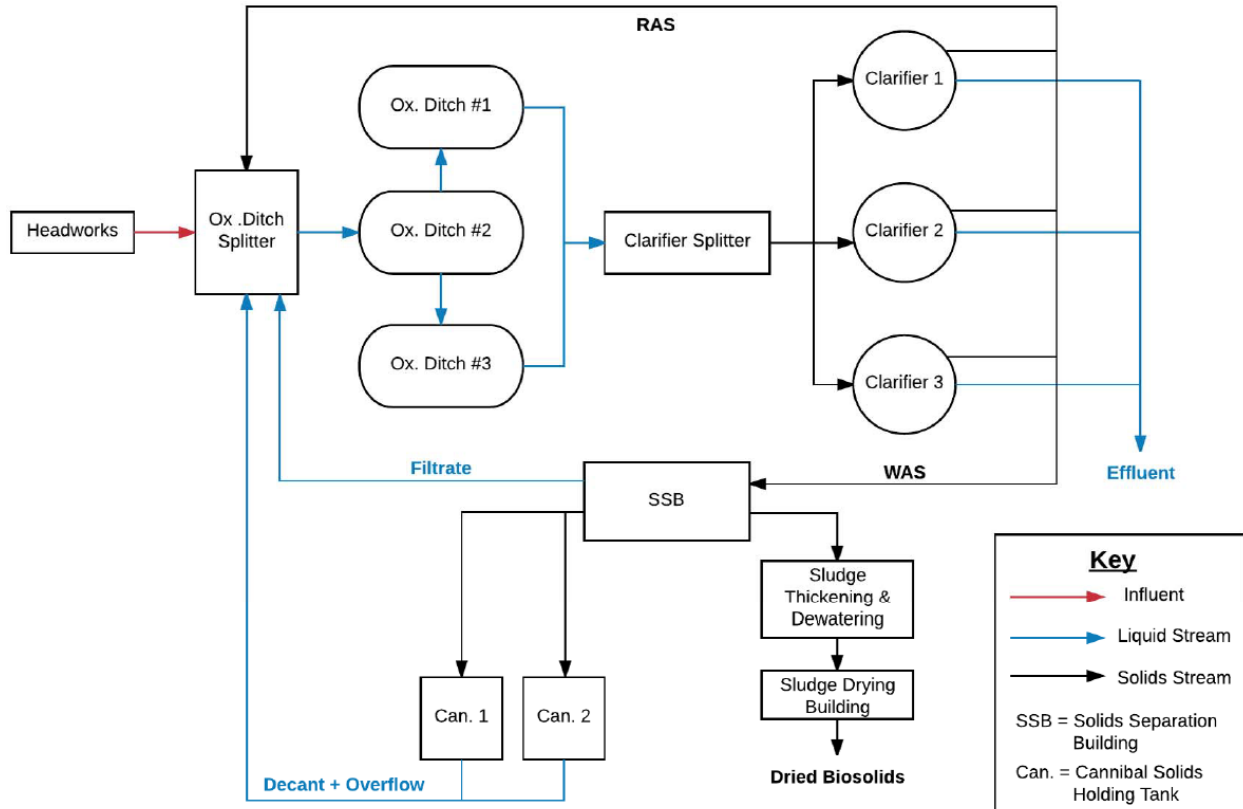 RAS
Ox. Ditch #1
Clarifier 1
Headworks
Ox .Ditch
Splitter
Ox. Ditch #2
Clarifier Splitter
Clarifier 2
Ox. Ditch #3
Clarifier 3
Filtrate
SSB
WAS
Effluent
Sludge
Thickening &
Dewatering
Sludge Drying
Building
Can. 1
Can. 2
Decant + Overflow
Dried Biosolids
Key
Influent
Liquid Stream
Solids Stream
SSB = Solids Separation
Building
Can. = Cannibal Solids
Holding Tank